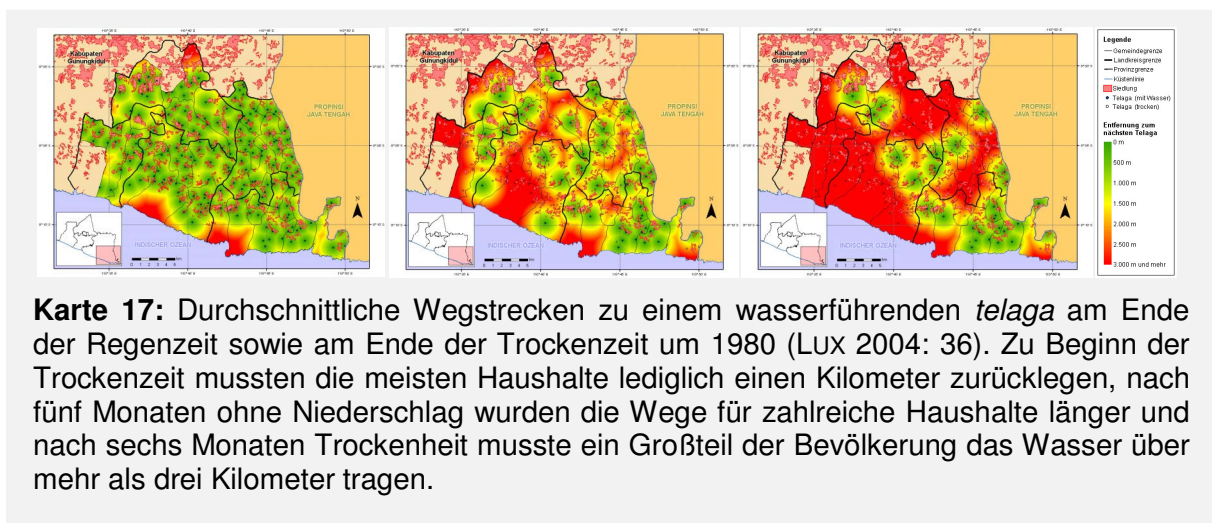 Kabupaten
Gunungkidul
PROPINSI
JAVA TENGAH
INDISCHER OZEAN
N
Kabupaten
Gunungkidul
PROPINSI
JAVA TENGAH
INDISCHER OZEAN
N
Kabupaten
Gunungkidul
PROPINSI
JAVA TENGAH
INDISCHER OZEAN
N
Legende
Gemeindegrenze
Landkreisgrenze
Provinzgrenze
Küstenlinie
Siedlung
Telaga (mit Wasser)
Telaga (trocken)
Entfernung zum
nächsten Telaga
0 m
500 m
1.000 m
1.500 m
2.000 m
2.500 m
3.000 m und mehr
Karte 17: Durchschnittliche Wegstrecken zu einem wasserführenden telaga am Ende
der Regenzeit sowie am Ende der Trockenzeit um 1980 (LUX 2004: 36). Zu Beginn der
Trockenzeit mussten die meisten Haushalte lediglich einen Kilometer zurücklegen, nach
fünf Monaten ohne Niederschlag wurden die Wege für zahlreiche Haushalte länger und
nach sechs Monaten Trockenheit musste ein Großteil der Bevölkerung das Wasser über
mehr als drei Kilometer tragen.